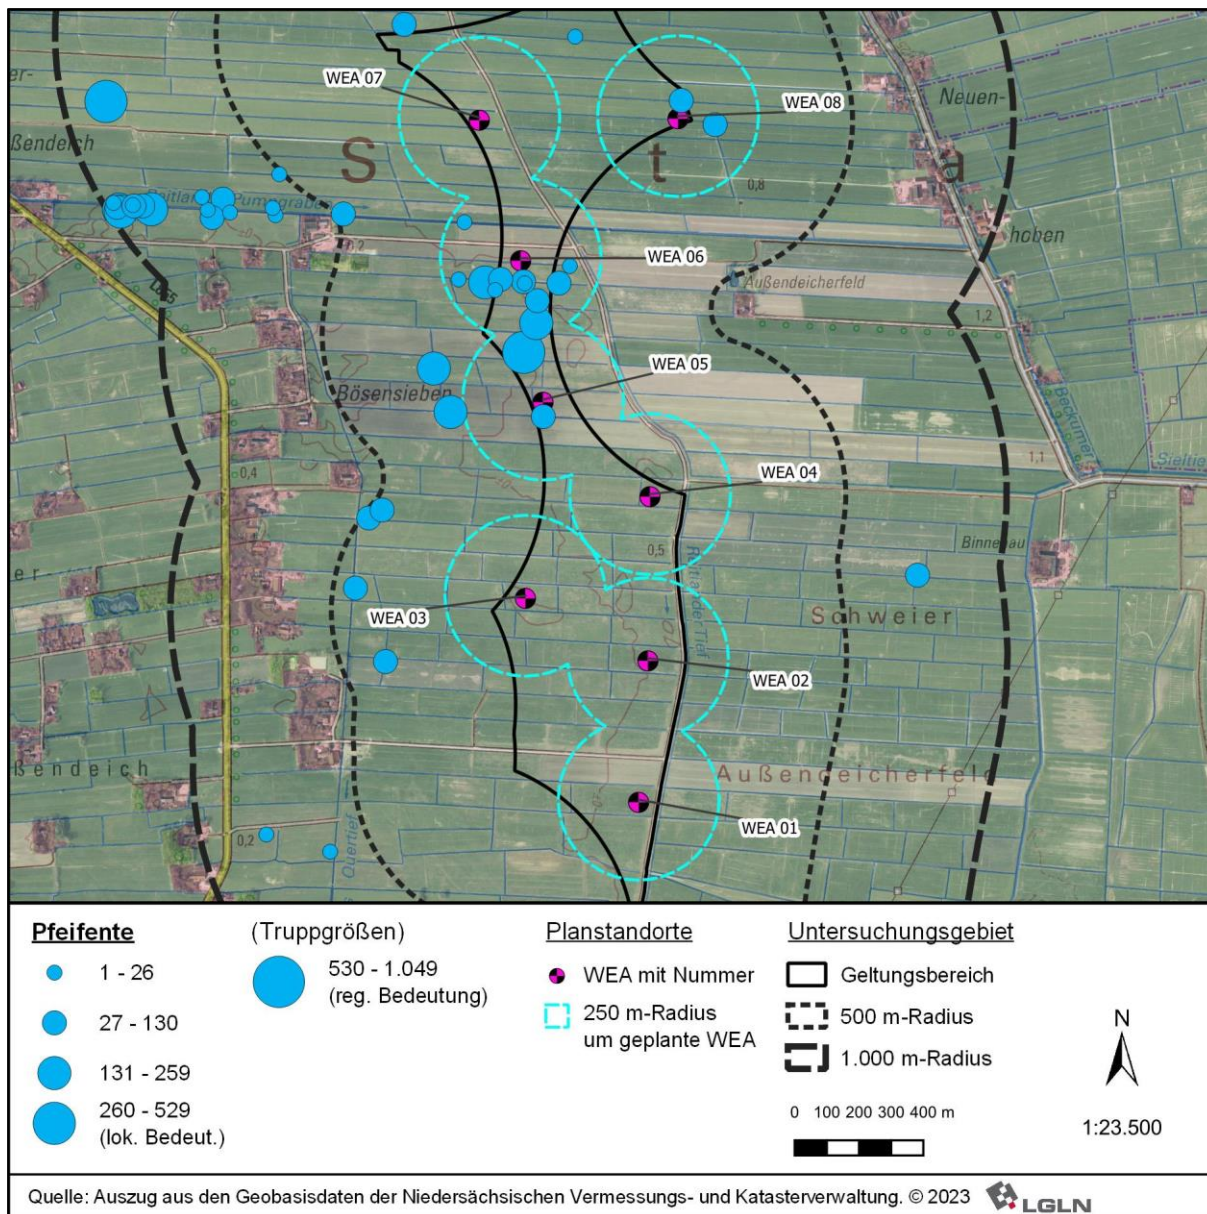 WEA 07
WEA 08
Neuen-
er-
ßendeich
S
t
a
0,8
hoben
WEA 06
Außendeicherfeld
1,2
WEA 05
Bösensieben
Beckumer
1,1
Sieltie
0,4
WEA 04
0,5
Binnenau
er
WEA 03
Schweier
WEA 02
ßendeich
Außendeicherfeld
WEA 01
0,2
Quertief
Pfeifente
(Truppgrößen)
1 - 26
27 - 130
131 - 259
260 - 529
(lok. Bedeut.)
530 - 1.049
(reg. Bedeutung)
Planstandorte
WEA mit Nummer
250 m-Radius
um geplante WEA
Untersuchungsgebiet
Geltungsbereich
500 m-Radius
1.000 m-Radius
0 100 200 300 400 m
N
1:23.500
Quelle: Auszug aus den Geobasisdaten der Niedersächsischen Vermessungs- und Katasterverwaltung. © 2023
LGLN